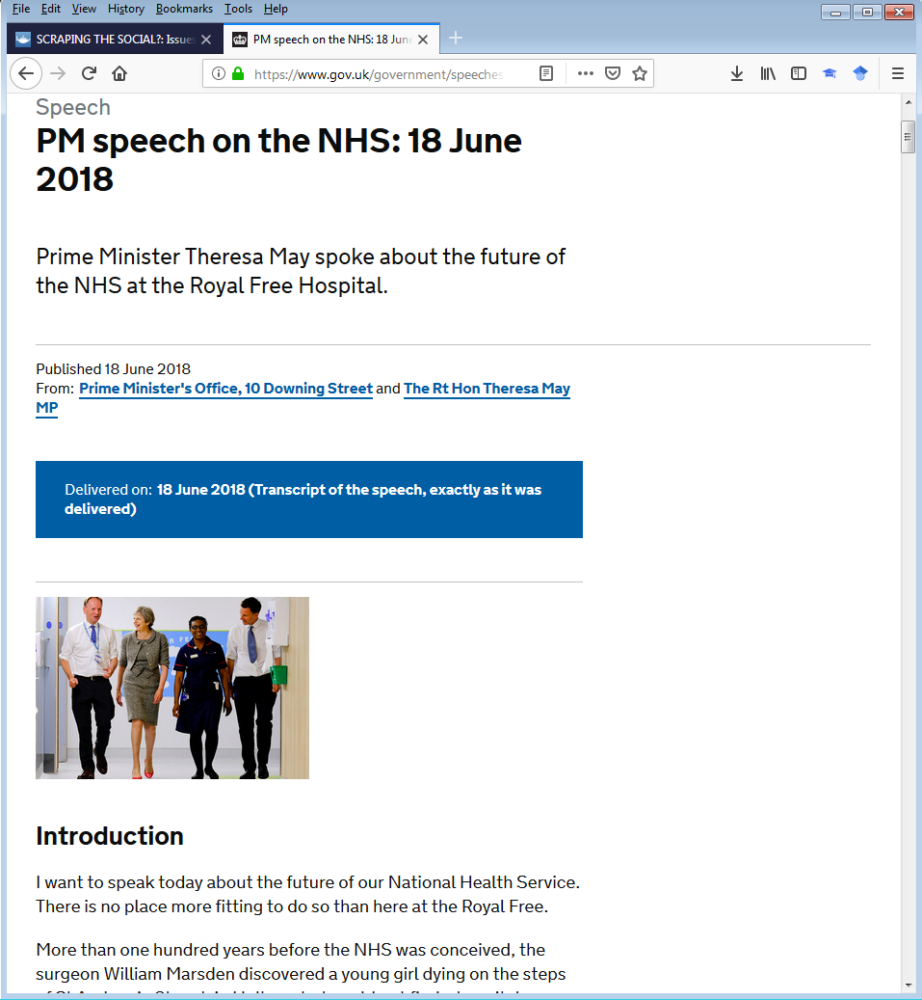 File Edit View History Bookmarks Tools Help
SCRAPING THE SOCIAL?: Issues
PM speech on the NHS: 18 June
https://www.gov.uk/government/speeches
Speech
PM speech on the NHS: 18 June
2018
Prime Minister Theresa May spoke about the future of
the NHS at the Royal Free Hospital.
Published 18 June 2018
From: Prime Minister's Office, 10 Downing Street and The Rt Hon Theresa May
MP
Delivered on: 18 June 2018 (Transcript of the speech, exactly as it was
delivered)
Introduction
I want to speak today about the future of our National Health Service.
There is no place more fitting to do so than here at the Royal Free.
More than one hundred years before the NHS was conceived, the
surgeon William Marsden discovered a young girl dying on the steps